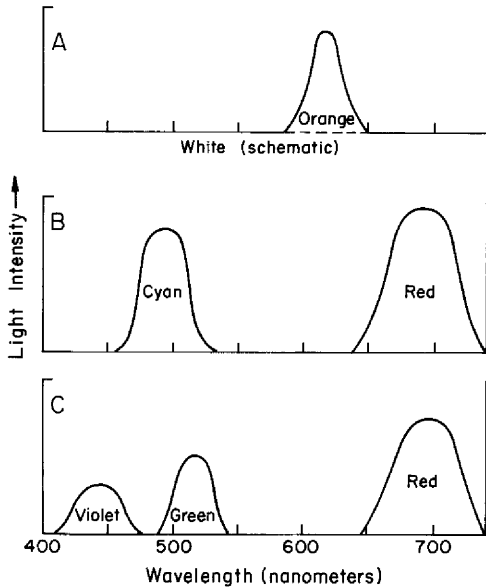 A
Orange
White (schematic)
Light Intensity →
B
Cyan
Red
C
Violet
Green
Red
400 500 600 700
Wavelength (nanometers)